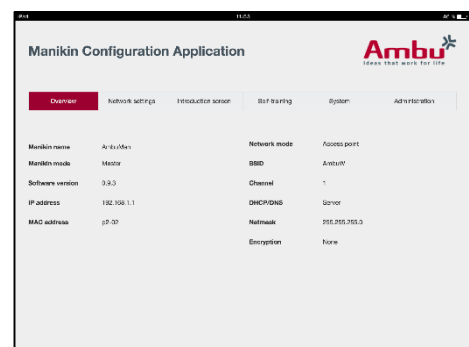 iPad 11:53
Manikin Configuration Application
Ambu
Ideas that work for life
Overview Network settings Introduction screen Self-training System Administration
Manikin name AmbuMan Network mode Access point
Manikin mode Master SSID AmbuW
Software version 0.9.3 Channel 1
IP address 192.168.1.1 DHCP/DNS Server
MAC address Netmask 255.255.255.0
Encryption None